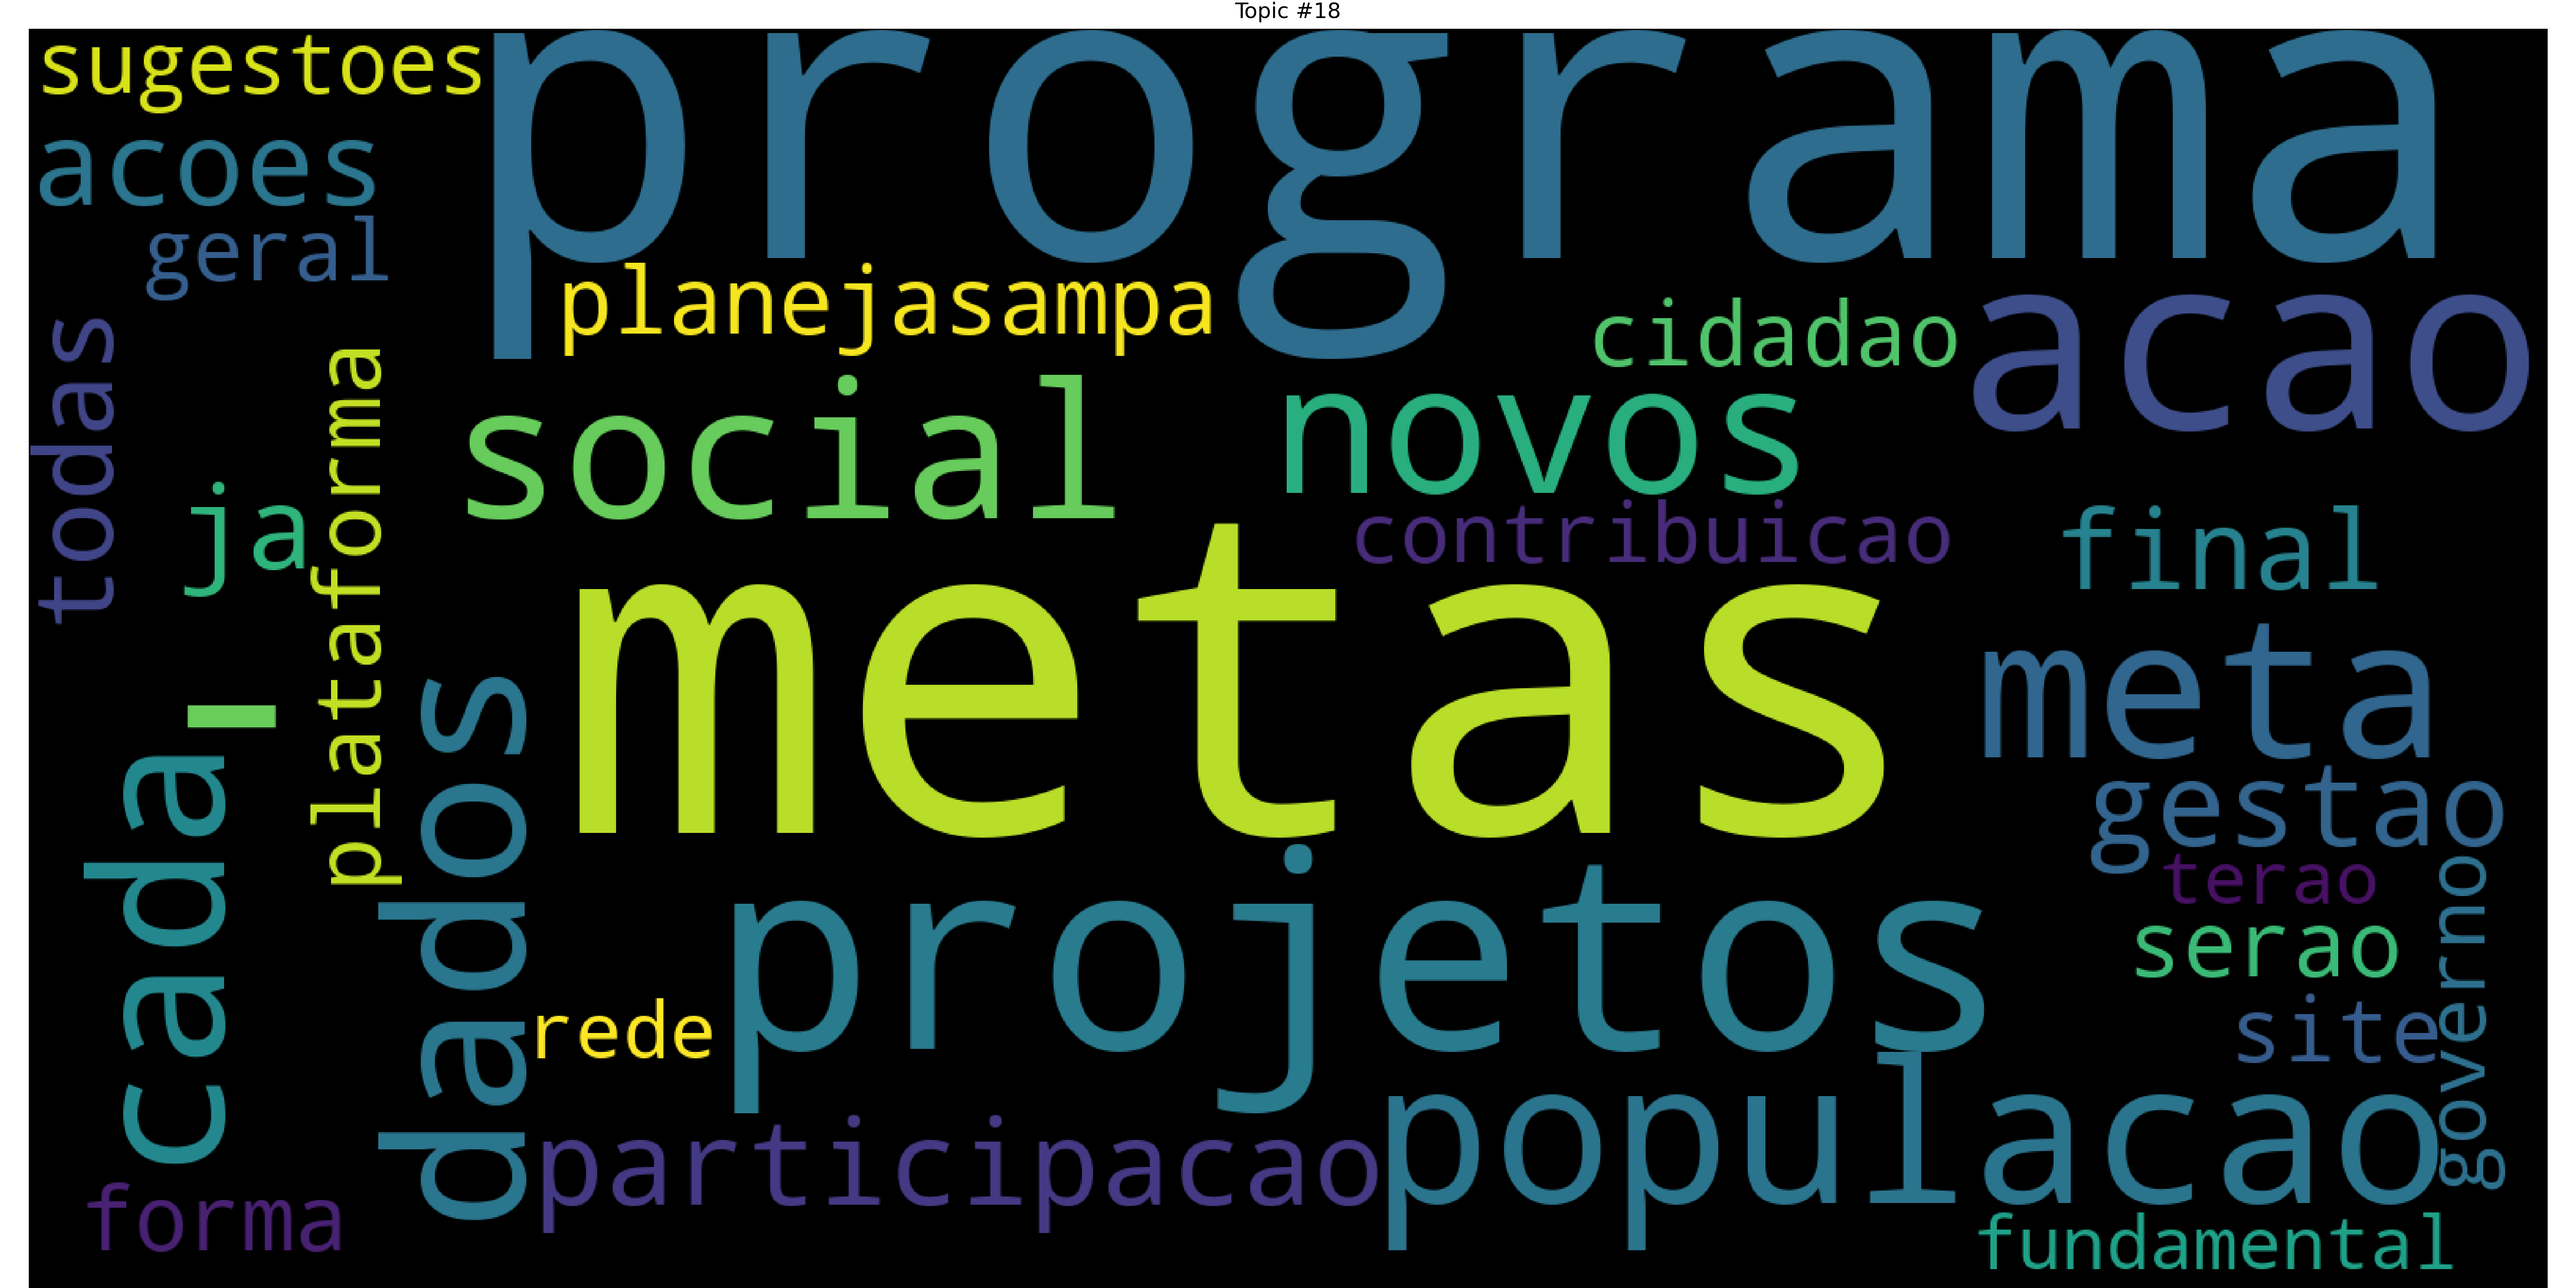 Topic #18
sugestoes
programa
acoes
geral
planejasampa
cidadao
acao
todas
plataforma
social
novos
ja
contribuicao
final
metas
meta
cada
-
dados
gestao
projetos
terao
serao
governo
rede
site
participacao
populacao
forma
fundamental